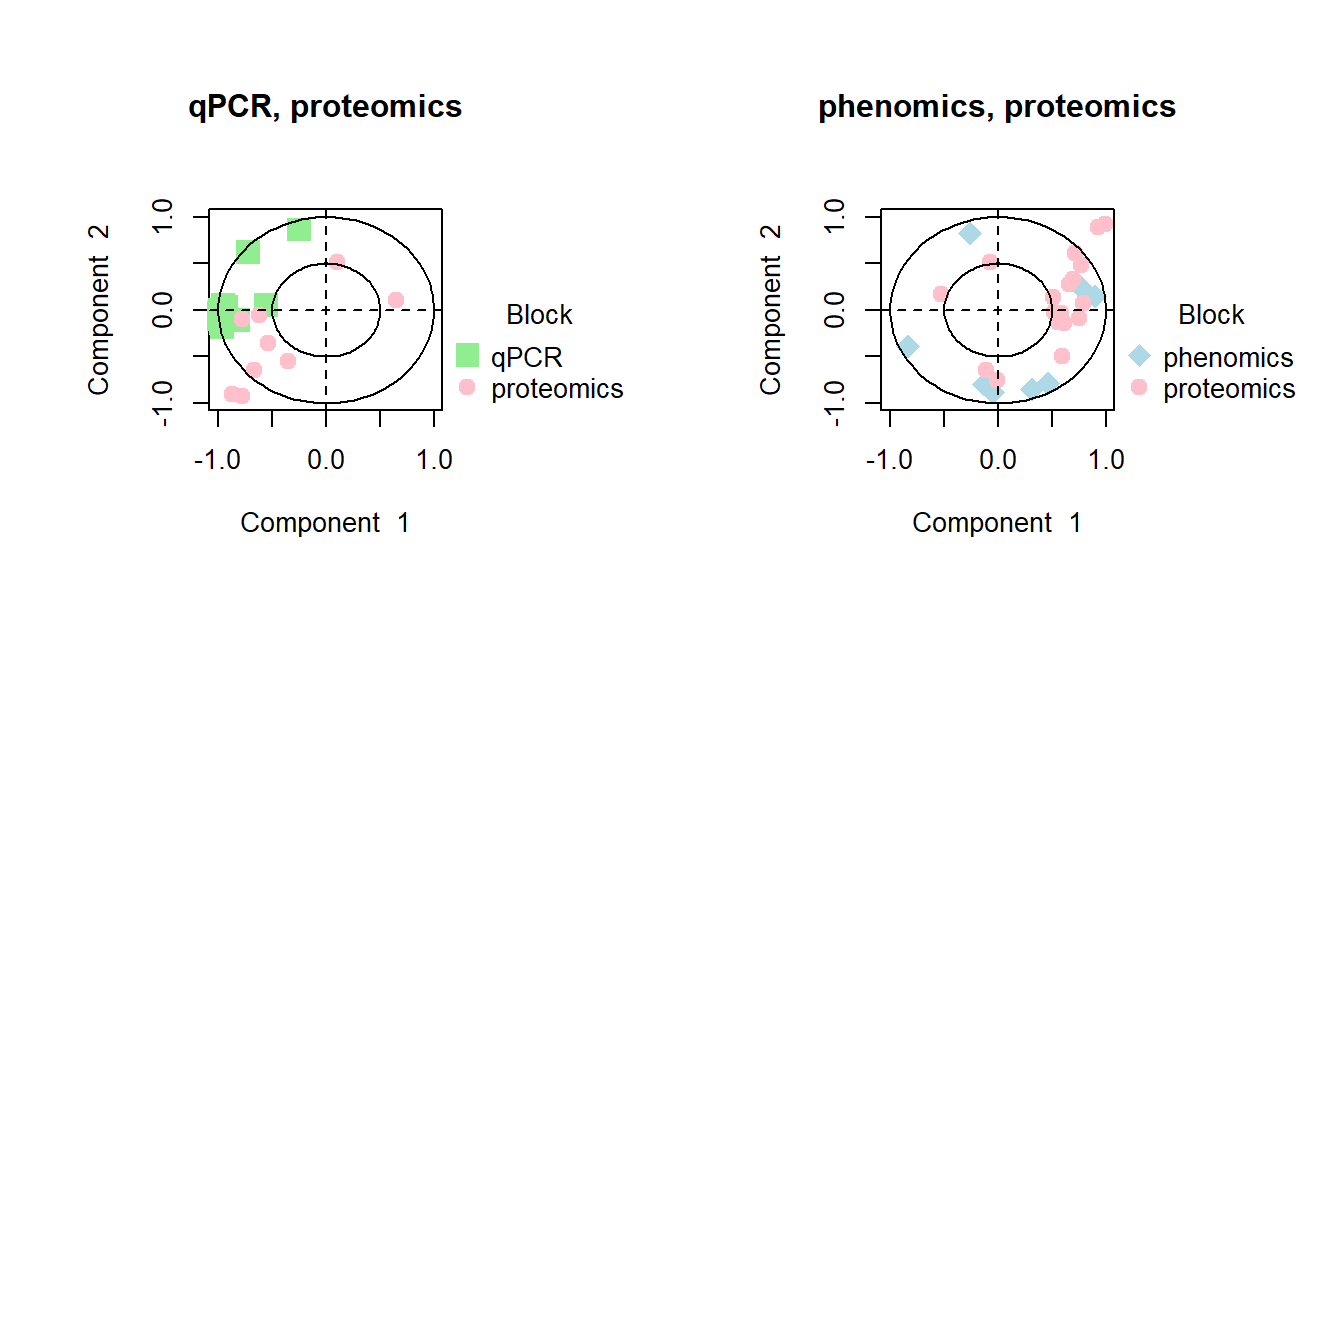 qPCR, proteomics
Component 2
1.0
0.0
-1.0
-1.0 0.0 1.0
Component 1
Block
qPCR
proteomics
phenomics, proteomics
Component 2
1.0
0.0
-1.0
-1.0 0.0 1.0
Component 1
Block
phenomics
proteomics